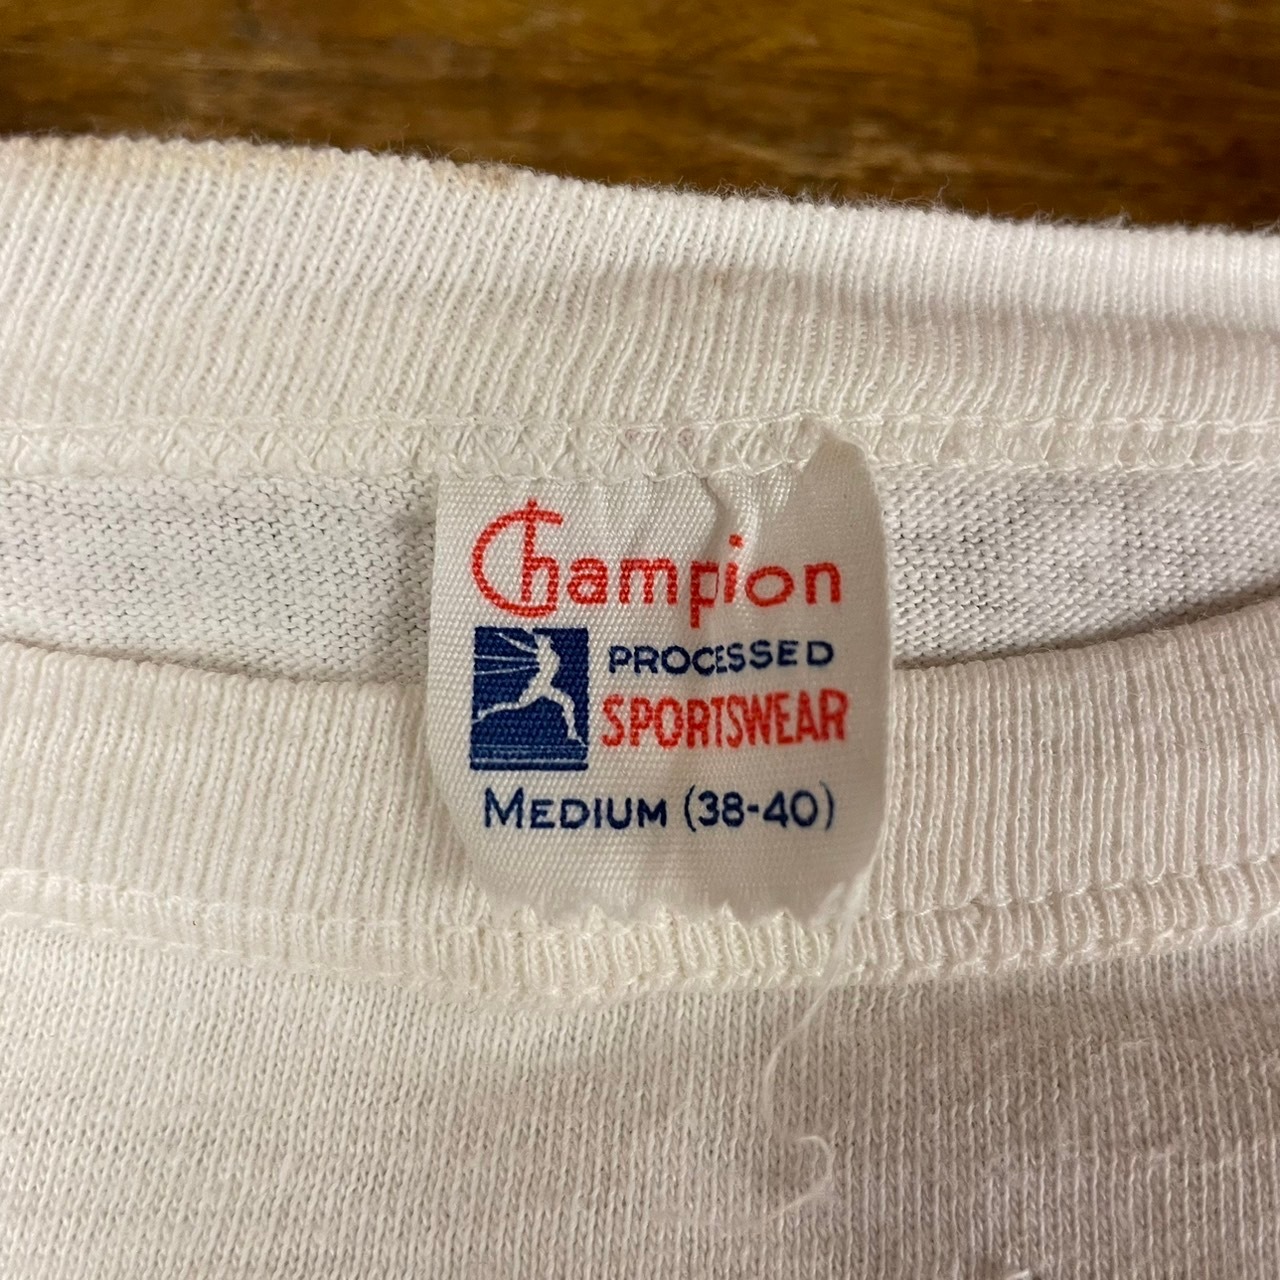 Champion
PROCESSED
SPORTSWEAR
MEDIUM (38-40)